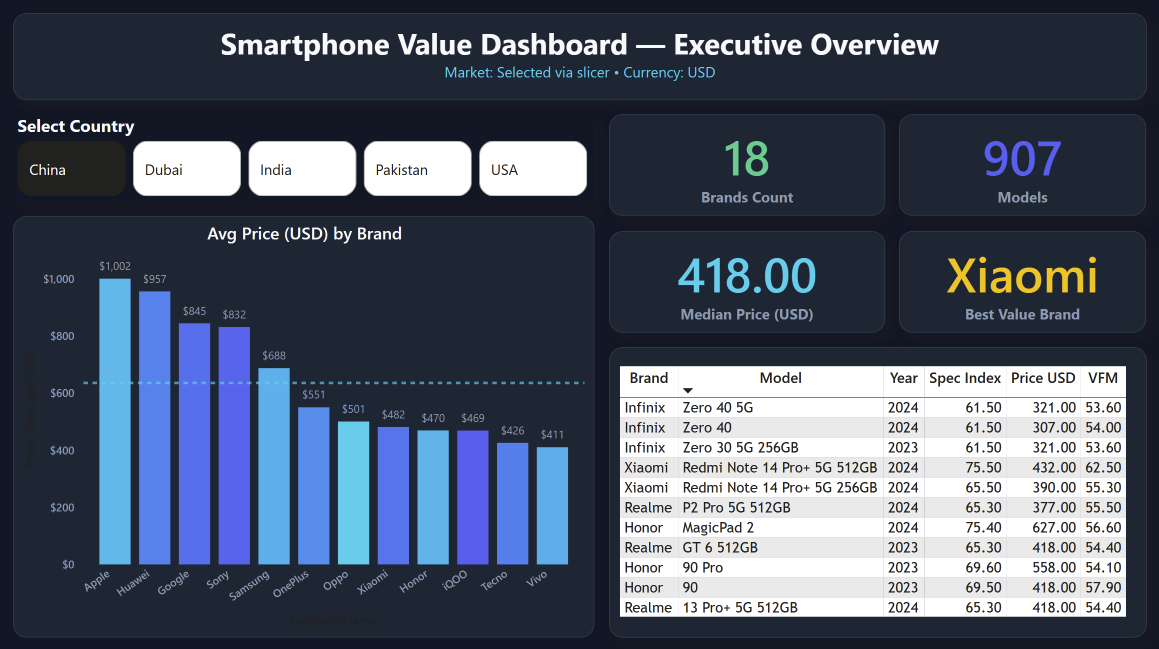 Smartphone Value Dashboard — Executive Overview
Market: Selected via slicer • Currency: USD
Select Country
China Dubai India Pakistan USA
18
Brands Count
907
Models
418.00
Median Price (USD)
Xiaomi
Best Value Brand
Avg Price (USD) by Brand
$1,000
$800
$600
$400
$200
$0
$1,002 $957 $845 $832 $688 $551 $501 $482 $470 $469 $426 $411
Apple Huawei Google Sony Samsung OnePlus Oppo Xiaomi Honor iQOO Tecno Vivo
Brand Model Year Spec Index Price USD VFM
Infinix Zero 40 5G 2024 61.50 321.00 53.60
Infinix Zero 40 2024 61.50 307.00 54.00
Infinix Zero 30 5G 256GB 2023 61.50 321.00 53.60
Xiaomi Redmi Note 14 Pro+ 5G 512GB 2024 75.50 432.00 62.50
Xiaomi Redmi Note 14 Pro+ 5G 256GB 2024 65.50 390.00 55.30
Realme P2 Pro 5G 512GB 2024 65.30 377.00 55.50
Honor MagicPad 2 2024 75.40 627.00 56.60
Realme GT 6 512GB 2023 65.30 418.00 54.40
Honor 90 Pro 2023 69.60 558.00 54.10
Honor 90 2023 69.50 418.00 57.90
Realme 13 Pro+ 5G 512GB 2024 65.30 418.00 54.40